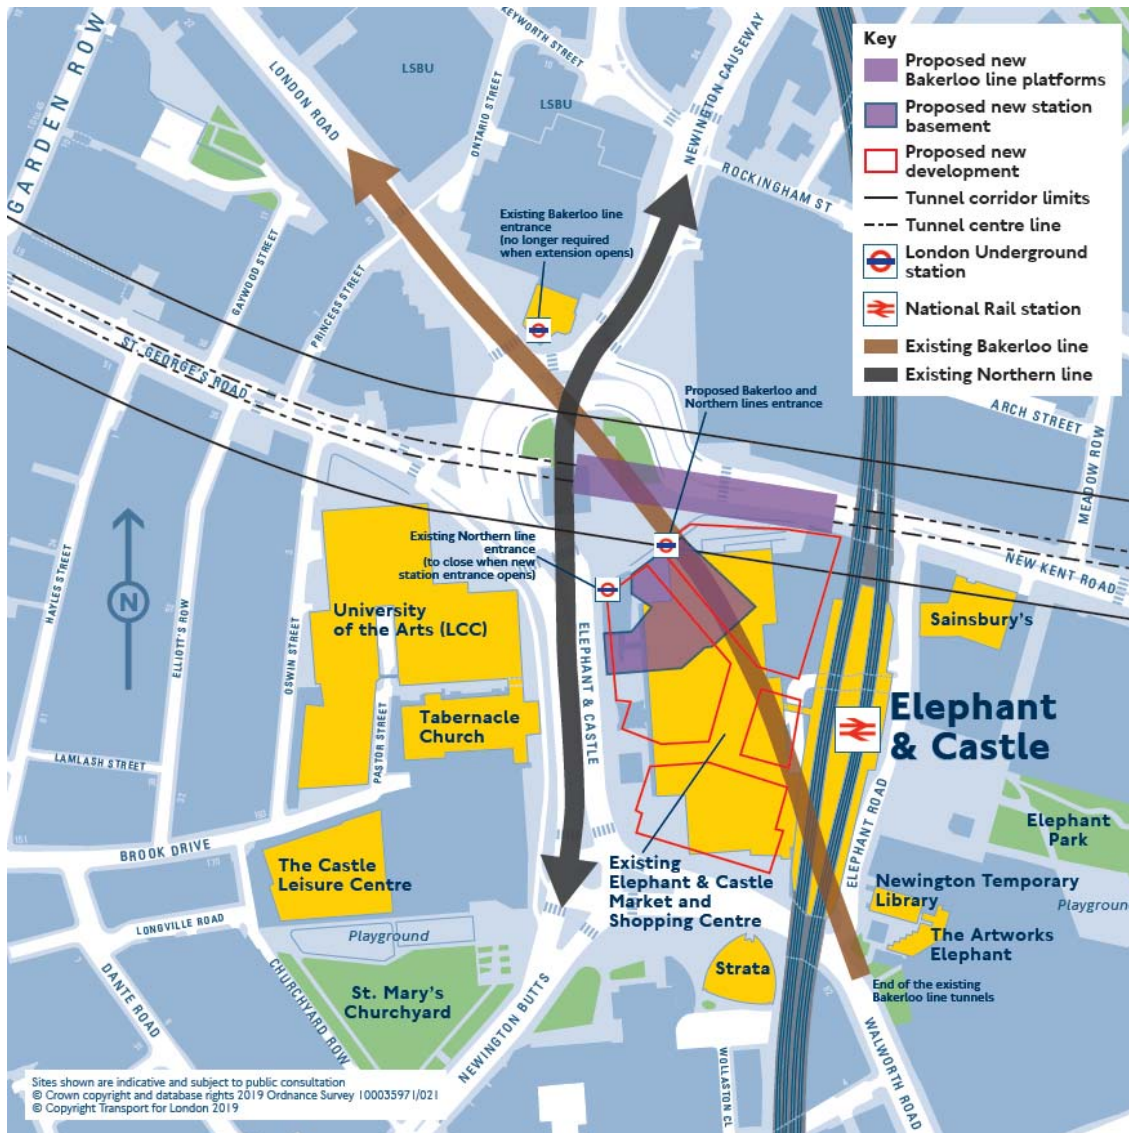 GARDEN ROW
LONDON ROAD
LSBU
KEYWORTH STREET
LSBU
ONTARIO STREET
NEWINGTON CAUSEWAY
ROCKINGHAM ST
Key
Proposed new
Bakerloo line platforms
Proposed new station
basement
Proposed new
development
Tunnel corridor limits
Tunnel centre line
London Underground
station
National Rail station
Existing Bakerloo line
Existing Northern line
Existing Bakerloo line
entrance
(no longer required
when extension opens)
GAYWOOD STREET
PRINCESS STREET
ST. GEORGE'S ROAD
Proposed Bakerloo and
Northern lines entrance
ARCH STREET
MEADOW ROW
NEW KENT ROAD
Existing Northern line
entrance
(to close when new
station entrance opens)
HAYLES STREET
N
ELLIOTT'S ROW
OSWIN STREET
University
of the Arts (LCC)
ELEPHANT & CASTLE
Sainsbury's
Tabernacle
Church
PASTOR STREET
Elephant
& Castle
LAMLASH STREET
BROOK DRIVE
The Castle
Leisure Centre
Existing
Elephant & Castle
Market and
Shopping Centre
ELEPHANT ROAD
Elephant
Park
Newington Temporary
Library
Playground
The Artworks
Elephant
LONGVILLE ROAD
Playground
DANTE ROAD
CHURCHYARD ROW
St. Mary's
Churchyard
NEWINGTON BUTTS
Strata
End of the existing
Bakerloo line tunnels
WOLLASTON CL
WALWORTH ROAD
Sites shown are indicative and subject to public consultation
© Crown copyright and database rights 2019 Ordnance Survey 100035971/021
© Copyright Transport for London 2019